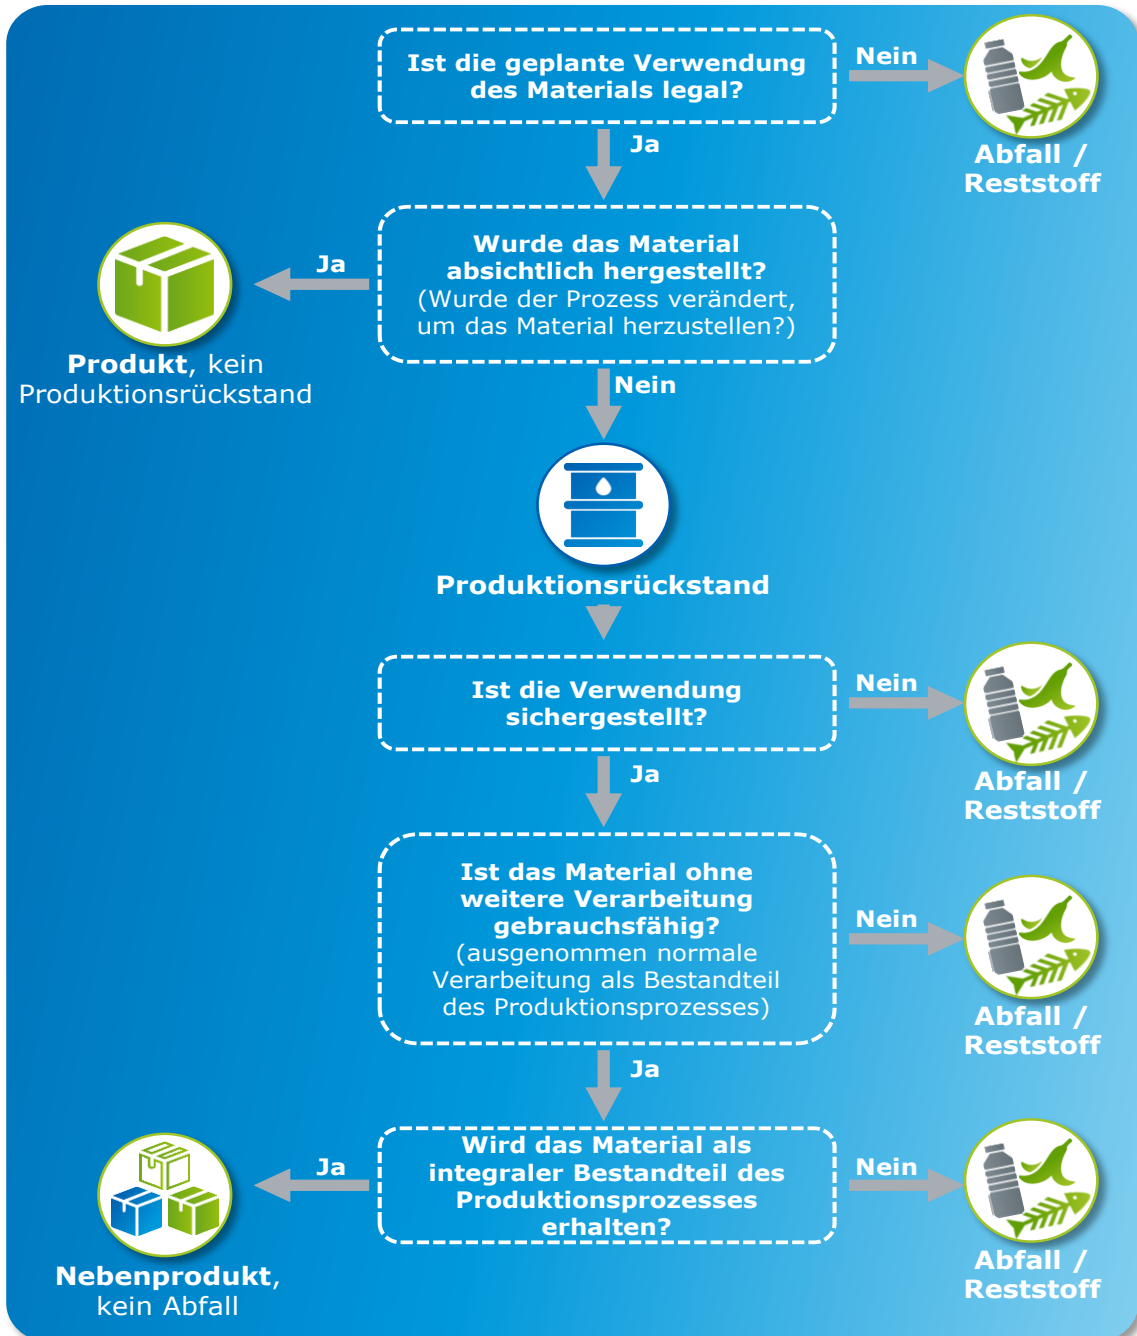 Ist die geplante Verwendung
des Materials legal?
Nein
Abfall /
Reststoff
Ja
Wurde das Material
absichtlich hergestellt?
(Wurde der Prozess verändert,
um das Material herzustellen?)
Ja
Produkt, kein
Produktionsrückstand
Nein
Produktionsrückstand
Ist die Verwendung
sichergestellt?
Nein
Abfall /
Reststoff
Ja
Ist das Material ohne
weitere Verarbeitung
gebrauchsfähig?
(ausgenommen normale
Verarbeitung als Bestandteil
des Produktionsprozesses)
Nein
Abfall /
Reststoff
Ja
Wird das Material als
integraler Bestandteil des
Produktionsprozesses
erhalten?
Ja
Nebenprodukt,
kein Abfall
Nein
Abfall /
Reststoff